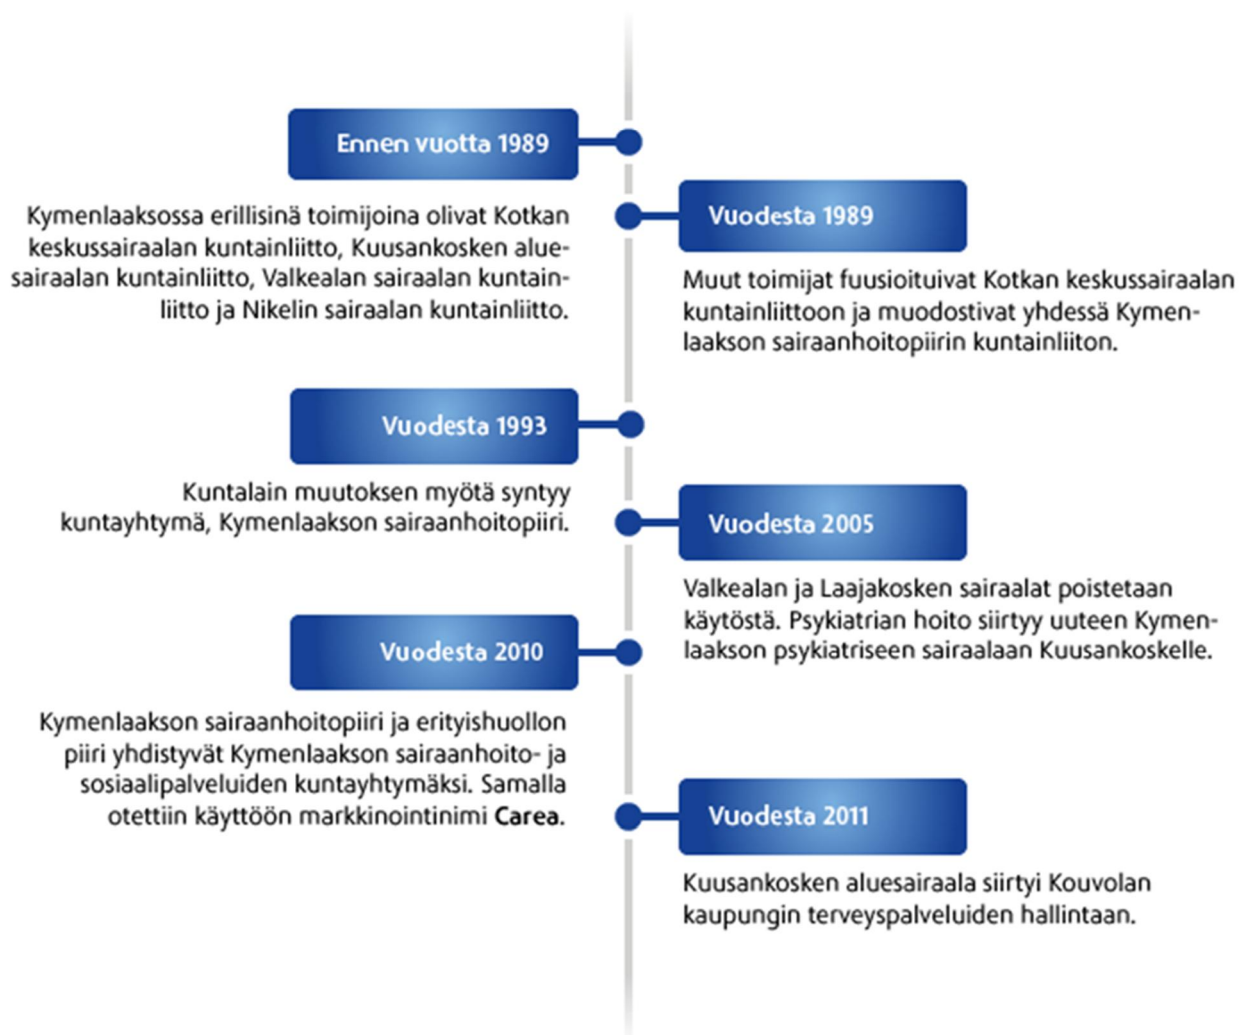 Ennen vuotta 1989
Kymenlaaksossa erillisinä toimijoina olivat Kotkan
keskussairaalan kuntainliitto, Kuusankosken alue-
sairaalan kuntainliitto, Valkealan sairaalan kuntain-
liitto ja Nikelin sairaalan kuntainliitto.
Vuodesta 1989
Muut toimijat fuusioituivat Kotkan keskussairaalan
kuntainliittoon ja muodostivat yhdessä Kymen-
laakson sairaanhoitopiirin kuntainliiton.
Vuodesta 1993
Kuntalain muutoksen myötä syntyy
kuntayhtymä, Kymenlaakson sairaanhoitopiiri.
Vuodesta 2005
Valkealan ja Laajakosken sairaalat poistetaan
käytöstä. Psykiatrian hoito siirtyy uuteen Kymen-
laakson psykiatriseen sairaalaan Kuusankoskelle.
Vuodesta 2010
Kymenlaakson sairaanhoitopiiri ja erityishuollon
piiri yhdistyvät Kymenlaakson sairaanhoito- ja
sosiaalipalveluiden kuntayhtymäksi. Samalla
otettiin käyttöön markkinointinimi Carea.
Vuodesta 2011
Kuusankosken aluesairaala siirtyi Kouvolan
kaupungin terveyspalveluiden hallintaan.